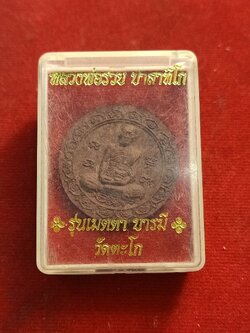 หลวงพ่อรวย ปาสาทิโก
รุ่นเมตตา บารมี
วัดตะโก